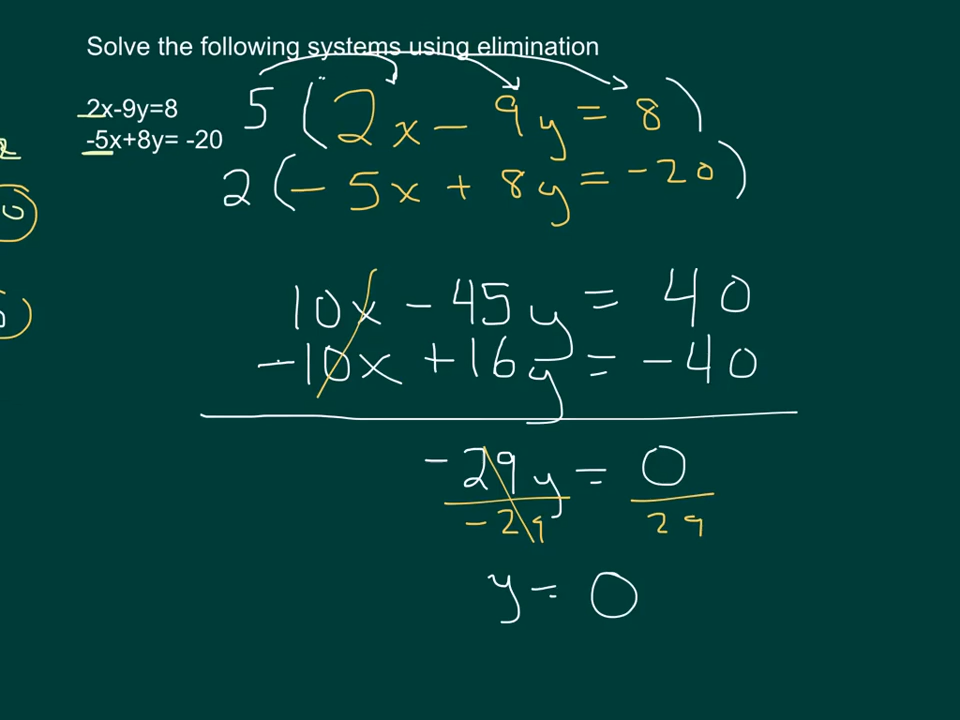 Solve the following systems using elimination
2x-9y=8
-5x+8y= -20
5 ( 2x - 9y = 8 )
2 ( - 5x + 8y = -20 )
10x - 45y = 40
-10x + 16y = -40
-29y = 0
-29 29
y = 0